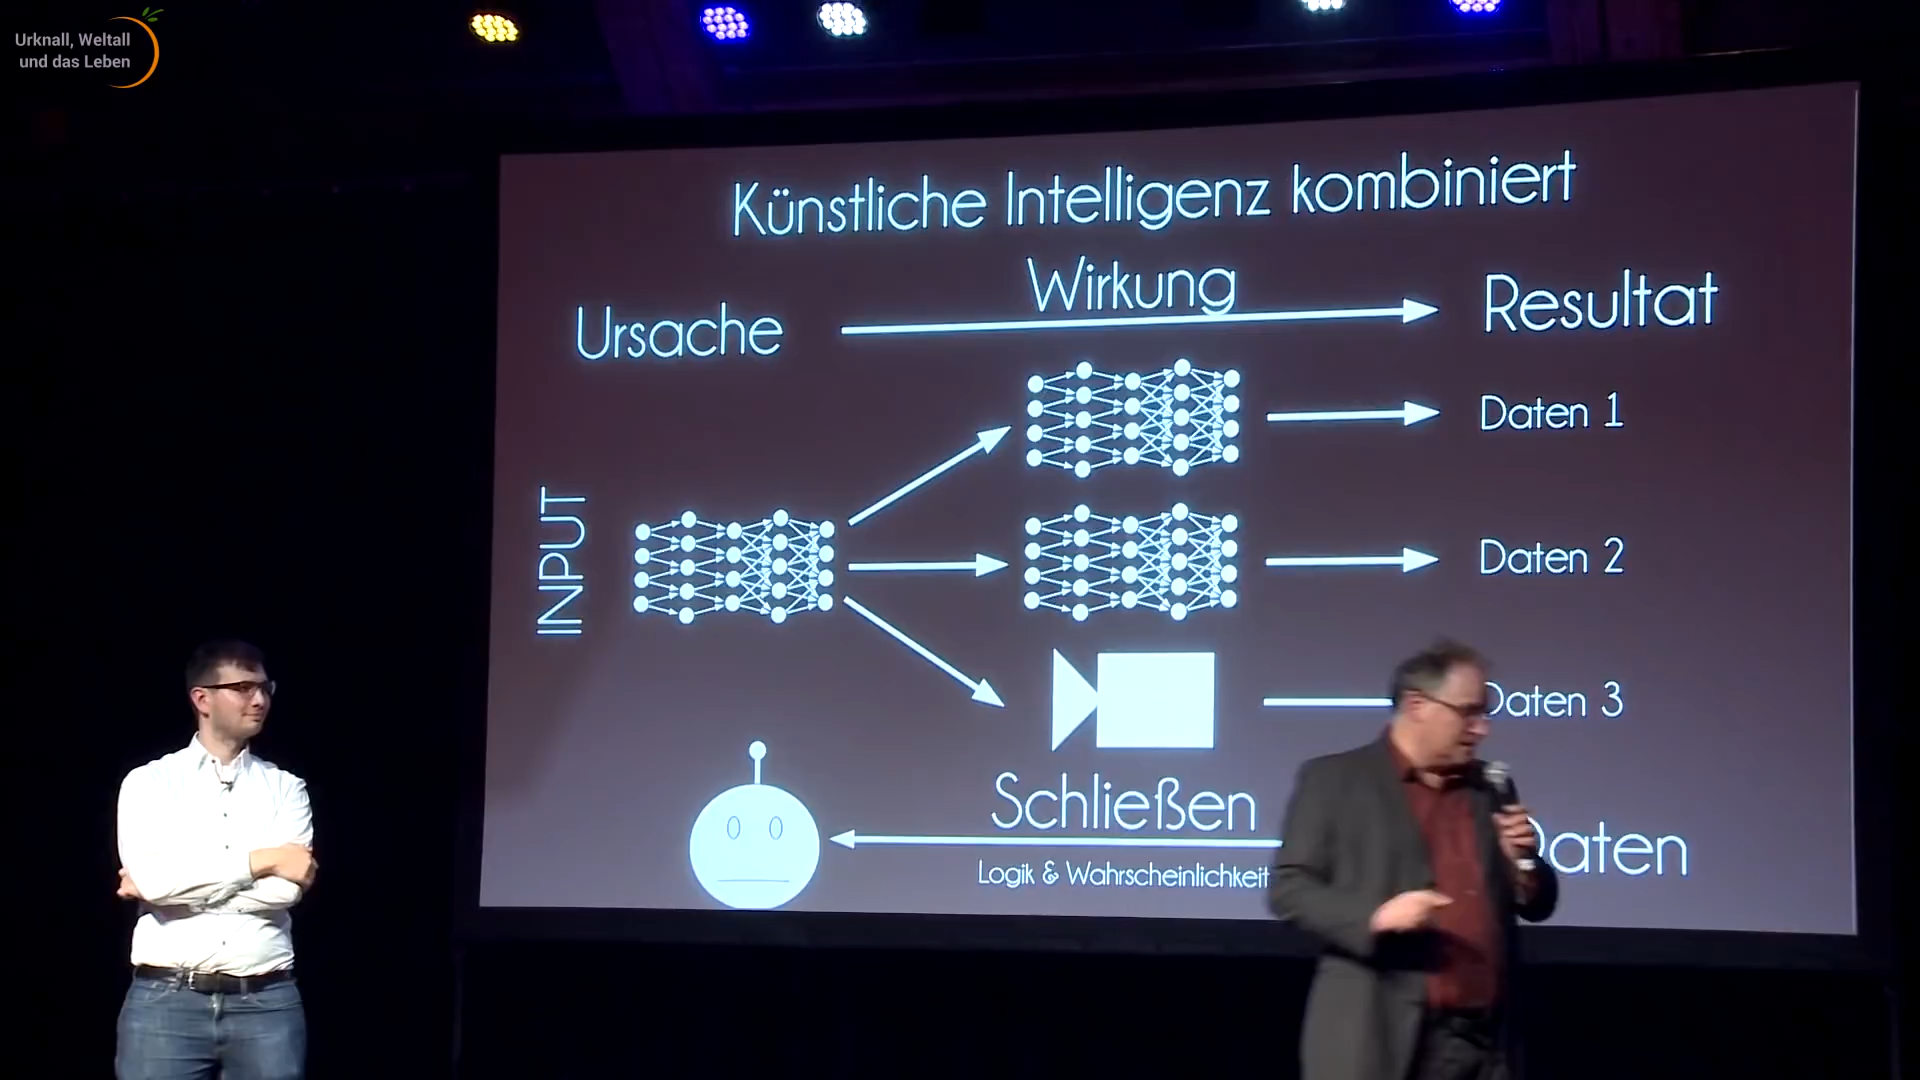 Urknall, Weltall
und das Leben
Künstliche Intelligenz kombiniert
Ursache
Wirkung
Resultat
INPUT
Daten 1
Daten 2
Daten 3
Schließen
Logik & Wahrscheinlichkeit
Daten